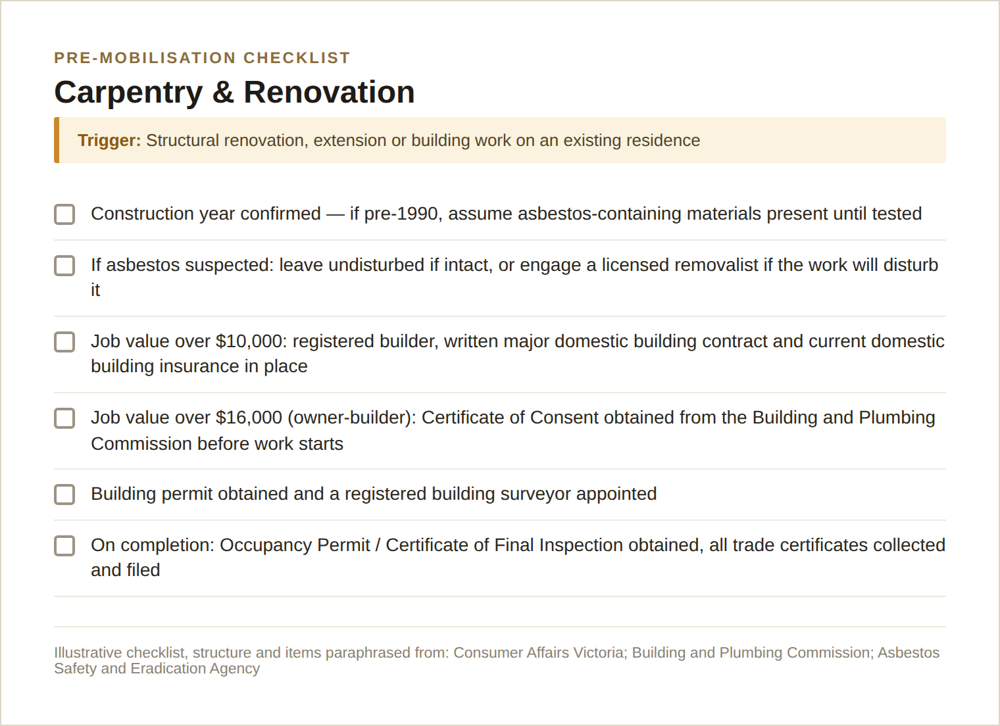 PRE-MOBILISATION CHECKLIST
Carpentry & Renovation
Trigger: Structural renovation, extension or building work on an existing residence
Construction year confirmed — if pre-1990, assume asbestos-containing materials present until tested
If asbestos suspected: leave undisturbed if intact, or engage a licensed removalist if the work will disturb
it
Job value over $10,000: registered builder, written major domestic building contract and current domestic
building insurance in place
Job value over $16,000 (owner-builder): Certificate of Consent obtained from the Building and Plumbing
Commission before work starts
Building permit obtained and a registered building surveyor appointed
On completion: Occupancy Permit / Certificate of Final Inspection obtained, all trade certificates collected
and filed
Illustrative checklist, structure and items paraphrased from: Consumer Affairs Victoria; Building and Plumbing Commission; Asbestos
Safety and Eradication Agency